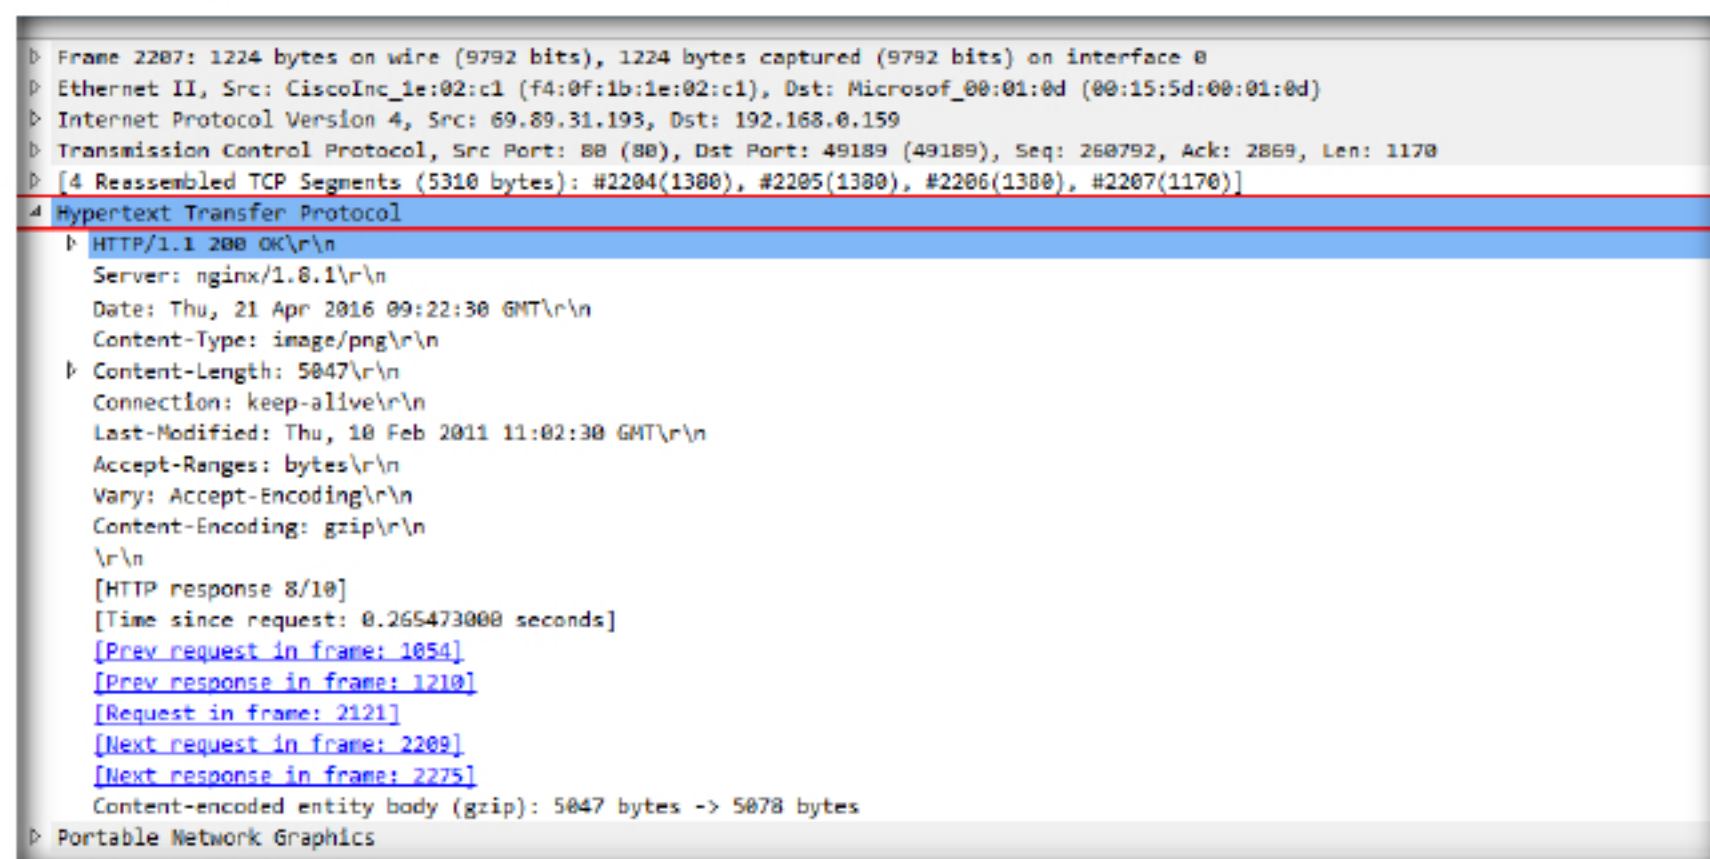 Frame 2207: 1224 bytes on wire (9792 bits), 1224 bytes captured (9792 bits) on interface 0
Ethernet II, Src: CiscoInc_1e:02:c1 (f4:0f:1b:1e:02:c1), Dst: Microsof_00:01:0d (00:15:5d:00:01:0d)
Internet Protocol Version 4, Src: 69.89.31.193, Dst: 192.168.0.159
Transmission Control Protocol, Src Port: 80 (80), Dst Port: 49189 (49189), Seq: 260792, Ack: 2869, Len: 1170
[4 Reassembled TCP Segments (5310 bytes): #2204(1380), #2205(1380), #2206(1380), #2207(1170)]
Hypertext Transfer Protocol
HTTP/1.1 200 OK\r\n
Server: nginx/1.8.1\r\n
Date: Thu, 21 Apr 2016 09:22:30 GMT\r\n
Content-Type: image/png\r\n
Content-Length: 5047\r\n
Connection: keep-alive\r\n
Last-Modified: Thu, 10 Feb 2011 11:02:30 GMT\r\n
Accept-Ranges: bytes\r\n
Vary: Accept-Encoding\r\n
Content-Encoding: gzip\r\n
\r\n
[HTTP response 8/10]
[Time since request: 0.265473000 seconds]
[Prev request in frame: 1054]
[Prev response in frame: 1210]
[Request in frame: 2121]
[Next request in frame: 2209]
[Next response in frame: 2275]
Content-encoded entity body (gzip): 5047 bytes -> 5078 bytes
Portable Network Graphics